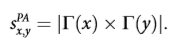 s^{PA}_{x,y} = |Γ(x) × Γ(y)|.